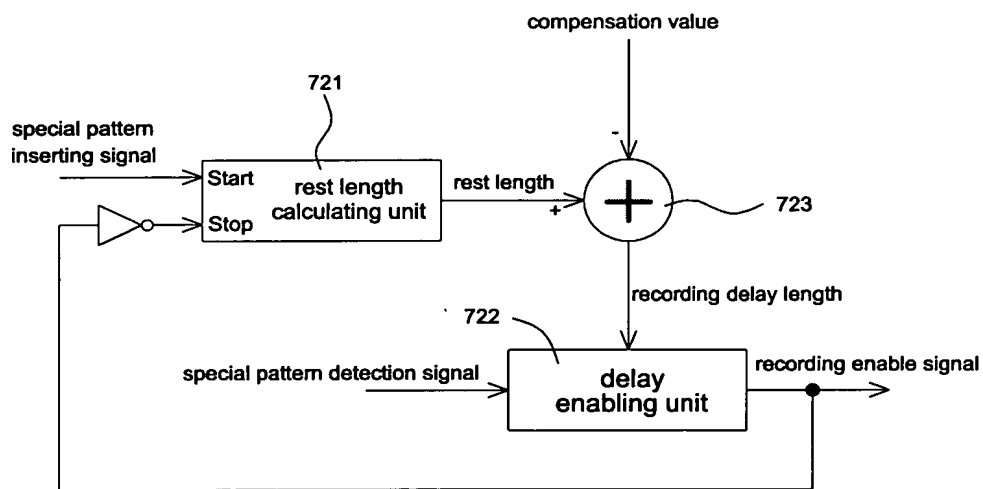 compensation value
721
special pattern
inserting signal
-
Start
rest length
calculating unit
rest length
+
Stop
723
recording delay length
722
special pattern detection signal
delay
enabling unit
recording enable signal